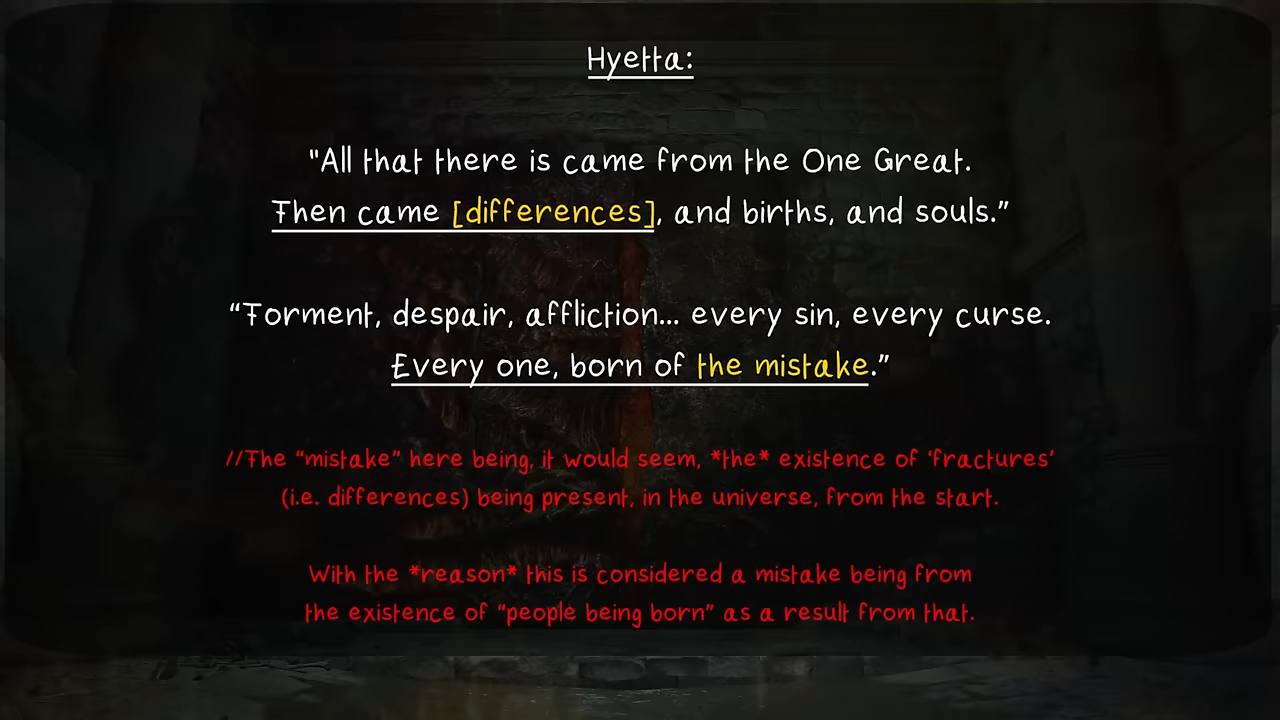 Hyetta:
"All that there is came from the One Great.
Then came [differences], and births, and souls.”
“Torment, despair, affliction... every sin, every curse.
Every one, born of the mistake.”
//The “mistake” here being, it would seem, *the* existence of ‘fractures’
(i.e. differences) being present, in the universe, from the start.
With the *reason* this is considered a mistake being from
the existence of “people being born” as a result from that.